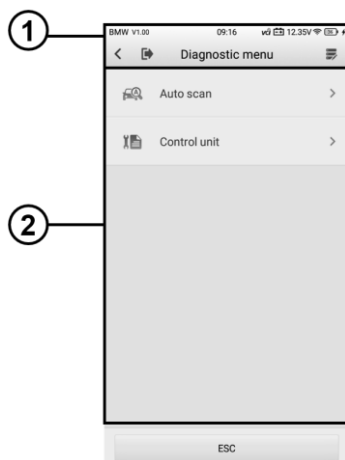 1
BMW V1.00 09:16 12.35V
Diagnostic menu
Auto scan
Control unit
2
ESC